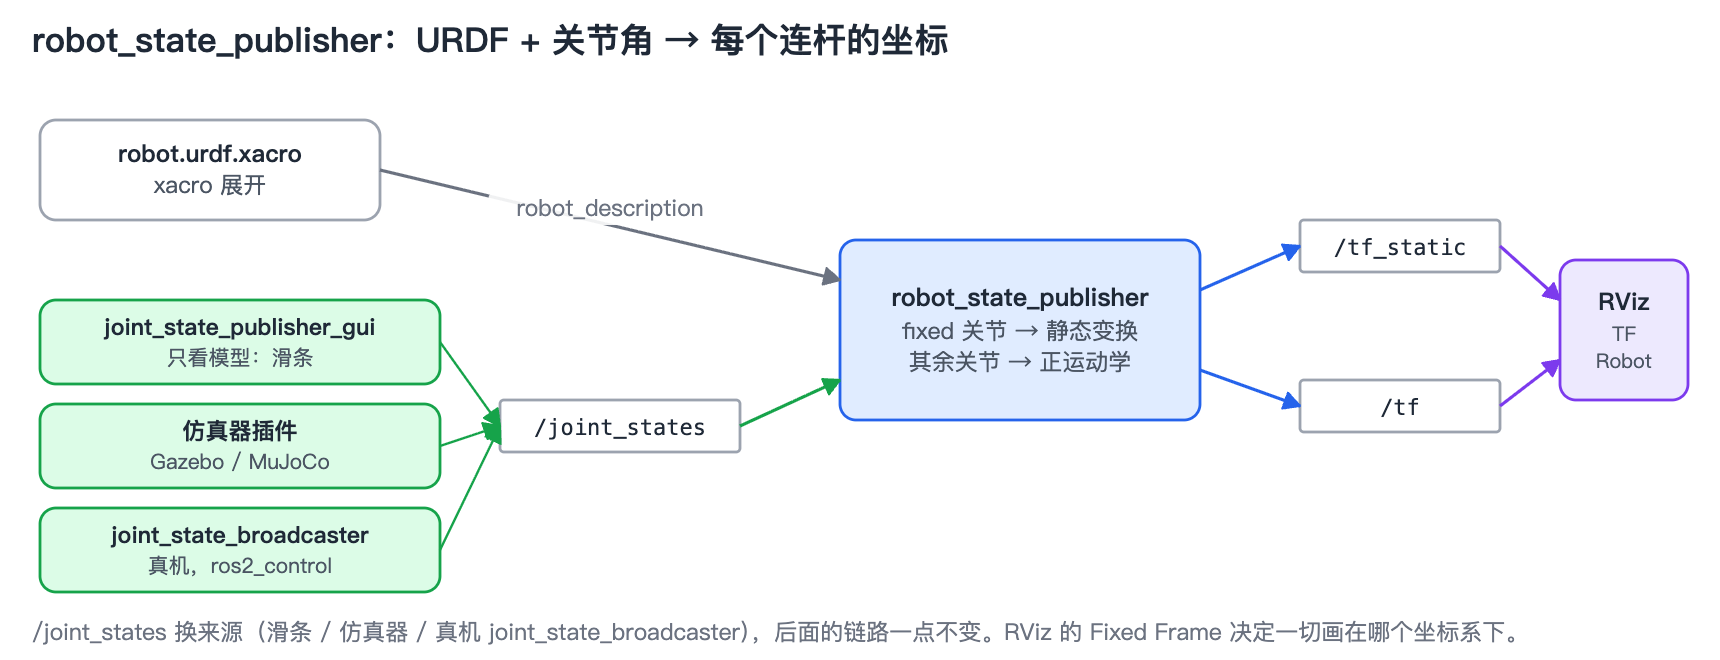 robot_state_publisher：URDF + 关节角 → 每个连杆的坐标
robot.urdf.xacro
xacro 展开
robot_description
joint_state_publisher_gui
只看模型：滑条
仿真器插件
Gazebo / MuJoCo
joint_state_broadcaster
真机，ros2_control
/joint_states
robot_state_publisher
fixed 关节 → 静态变换
其余关节 → 正运动学
/tf_static
/tf
RViz
TF
Robot
/joint_states 换来源（滑条 / 仿真器 / 真机 joint_state_broadcaster），后面的链路一点不变。RViz 的 Fixed Frame 决定一切画在哪个坐标系下。